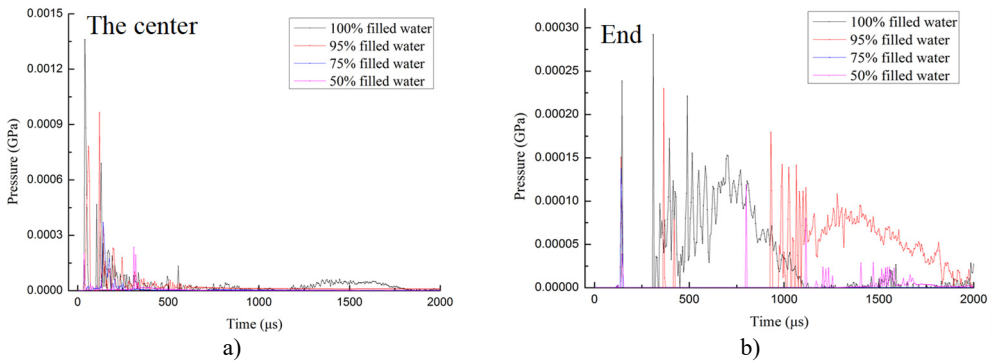 The center
100% filled water
95% filled water
75% filled water
50% filled water
Pressure (GPa)
0.0015
0.0012
0.0009
0.0006
0.0003
0.0000
0 500 1000 1500 2000
Time (µs)
a)
End
100% filled water
95% filled water
75% filled water
50% filled water
Pressure (GPa)
0.00030
0.00025
0.00020
0.00015
0.00010
0.00005
0.00000
0 500 1000 1500 2000
Time (µs)
b)